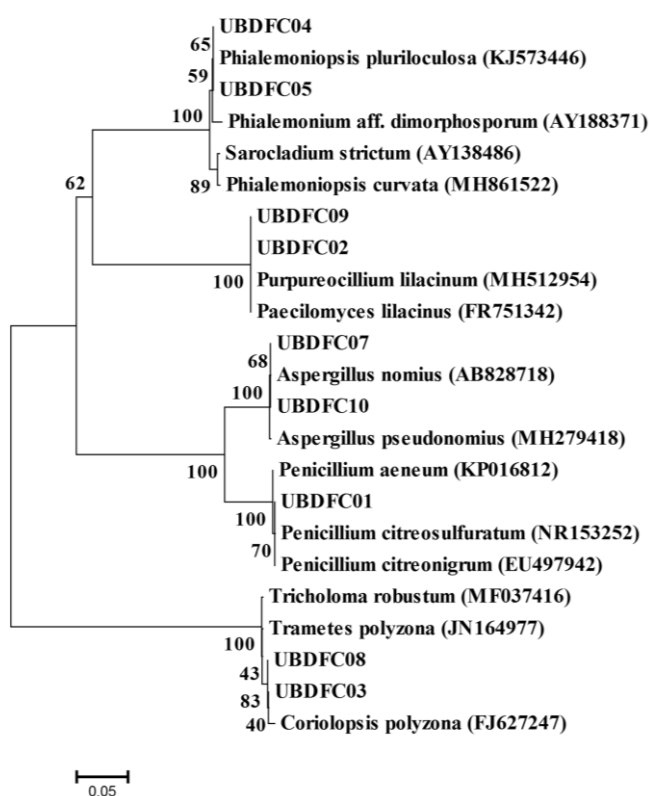 UBDFC04
65
Phialemoniopsis pluriloculosa (KJ573446)
59
UBDFC05
100
Phialemonium aff. dimorphosporum (AY188371)
Sarocladium strictum (AY138486)
62
89
Phialemoniopsis curvata (MH861522)
UBDFC09
UBDFC02
100
Purpureocillium lilacinum (MH512954)
Paecilomyces lilacinus (FR751342)
UBDFC07
68
Aspergillus nomius (AB828718)
100
UBDFC10
Aspergillus pseudonomius (MH279418)
100
Penicillium aeneum (KP016812)
UBDFC01
100
Penicillium citreosulfuratum (NR153252)
70
Penicillium citreonigrum (EU497942)
Tricholoma robustum (MF037416)
Trametes polyzona (JN164977)
100
UBDFC08
43
UBDFC03
83
40
Coriolopsis polyzona (FJ627247)
0.05